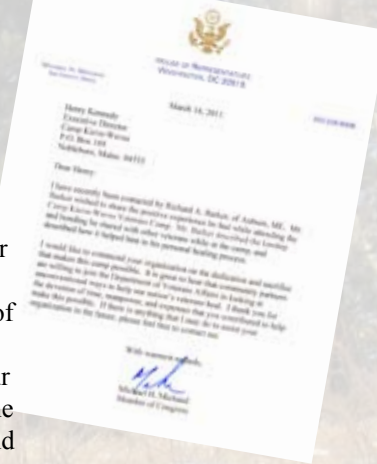 HOUSE OF REPRESENTATIVES
WASHINGTON, DC 20515
March 16, 2011
Henry Kennedy
Executive Director
Camp Kieve-Wavus
P.O. Box 169
Nobleboro, Maine
Dear Henry:
I have recently been contacted by Richard A. Barker, of Auburn, ME. Mr.
Barker wished to share the positive experience he had while attending the
Camp Kieve-Wavus Veterans Camp. Mr. Barker described the
and bonding he shared with other veterans while at the camp and
described how it helped him in his personal healing process.
I would like to commend your organization on the dedication and sacrifice
that makes this camp possible. It is great to hear that community partners
are willing to join the Department of Veterans Affairs in looking at
unconventional ways to help our nation's veterans heal. I thank you for
the devotion of time, manpower, and expenses that you contributed to help
make this possible. If there is anything that I may do to assist your
organization in the future, please feel free to contact me.
With warmest regards,
Michael H. Michaud
Member of Congress
r
of
ur
ne
nd